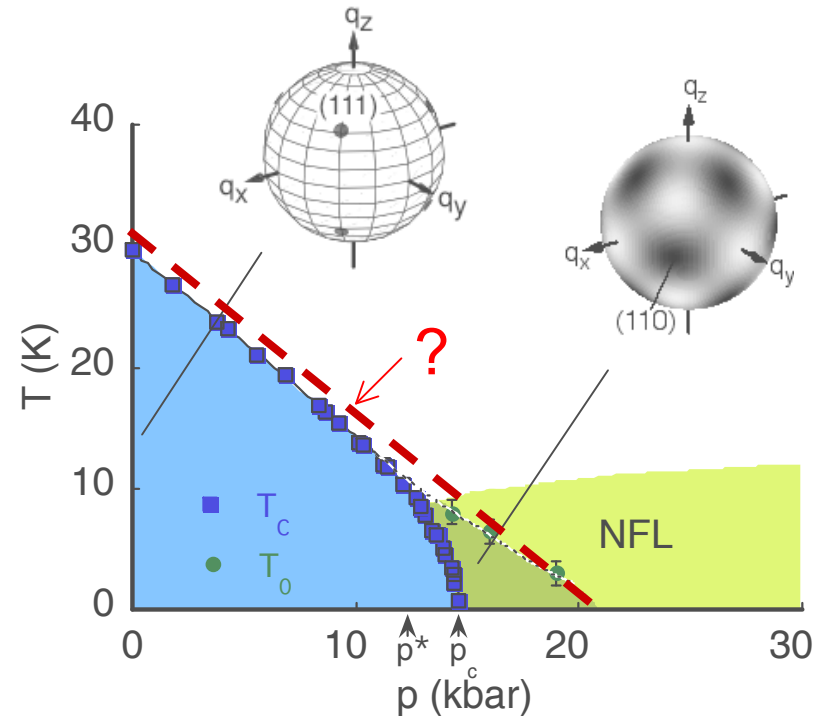 q_z
(111)
q_x
q_y
q_z
q_x
q_y
(110)
T (K)
40
30
20
10
0
?
T_c
T_0
NFL
0
10
20
30
p*
p_c
p (kbar)